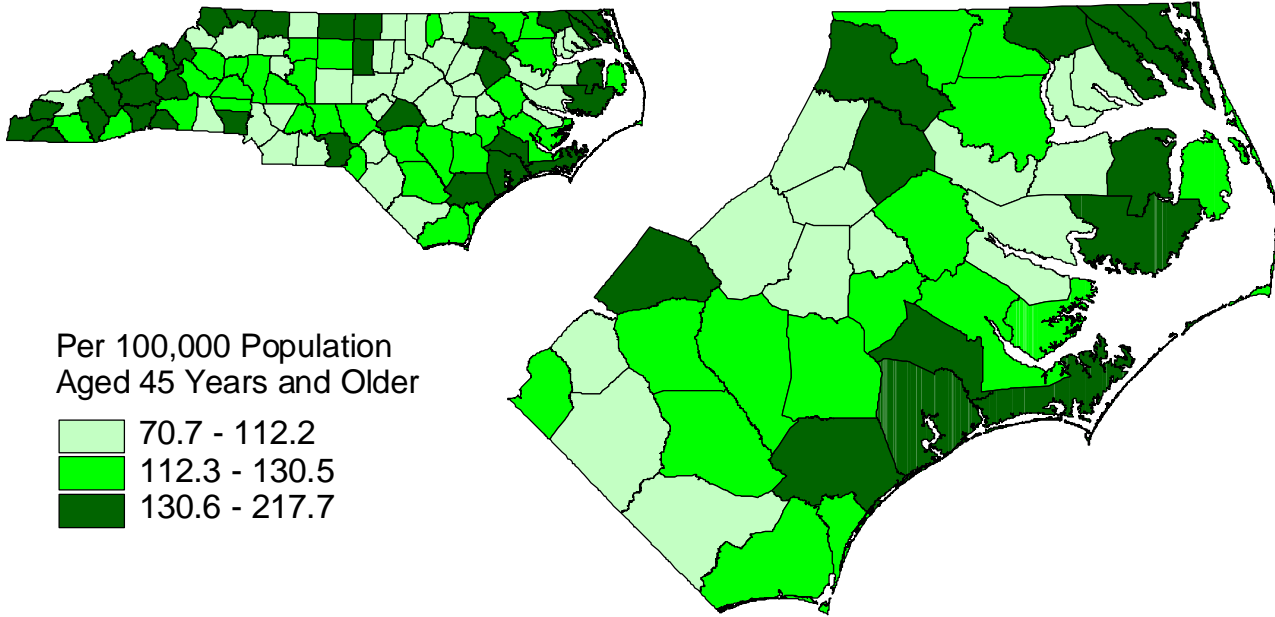 Per 100,000 Population
Aged 45 Years and Older
70.7 - 112.2
112.3 - 130.5
130.6 - 217.7